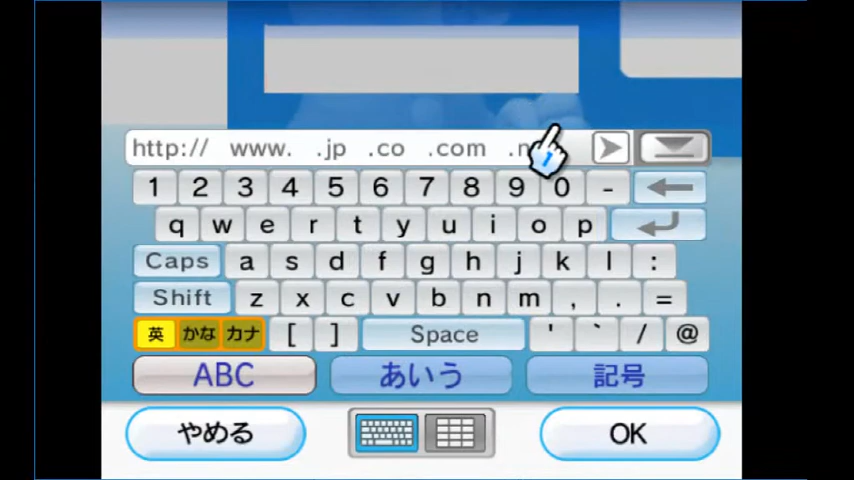 http:// www. .jp .co .com
1 2 3 4 5 6 7 8 9 0 -
q w e r t y u i o p
Caps a s d f g h j k l :
Shift z x c v b n m , . =
英 かな カナ [ ] Space ' ` / @
ABC あいう 記号
やめる OK